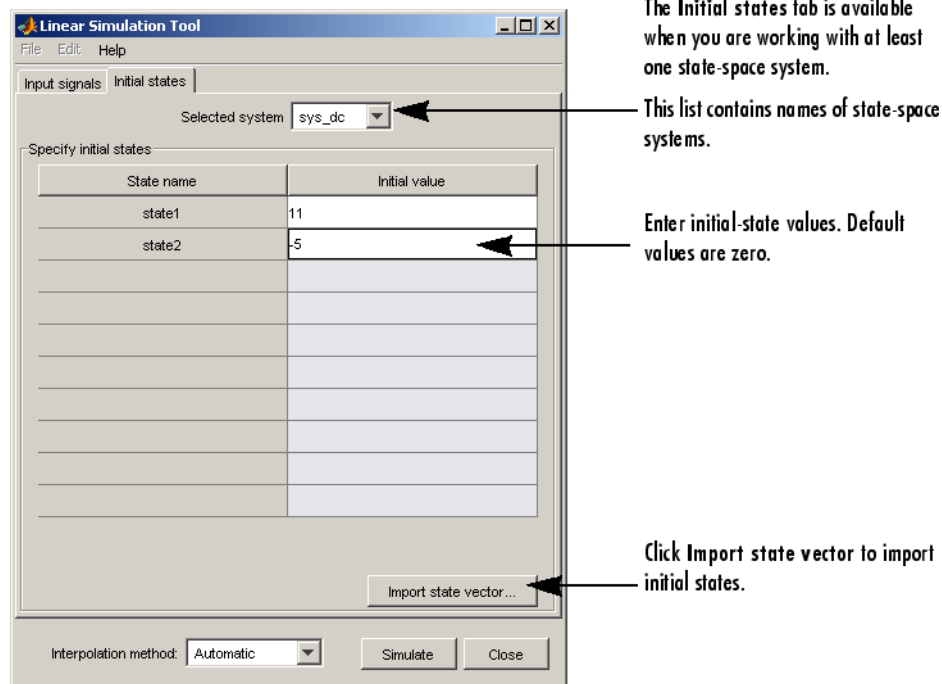 Linear Simulation Tool
File Edit Help
Input signals Initial states
Selected system sys_dc
Specify initial states
State name Initial value
state1 11
state2 -5
Import state vector...
Interpolation method: Automatic Simulate Close
The Initial states tab is available
when you are working with at least
one state-space system.
This list contains names of state-space
systems.
Enter initial-state values. Default
values are zero.
Click Import state vector to import
initial states.